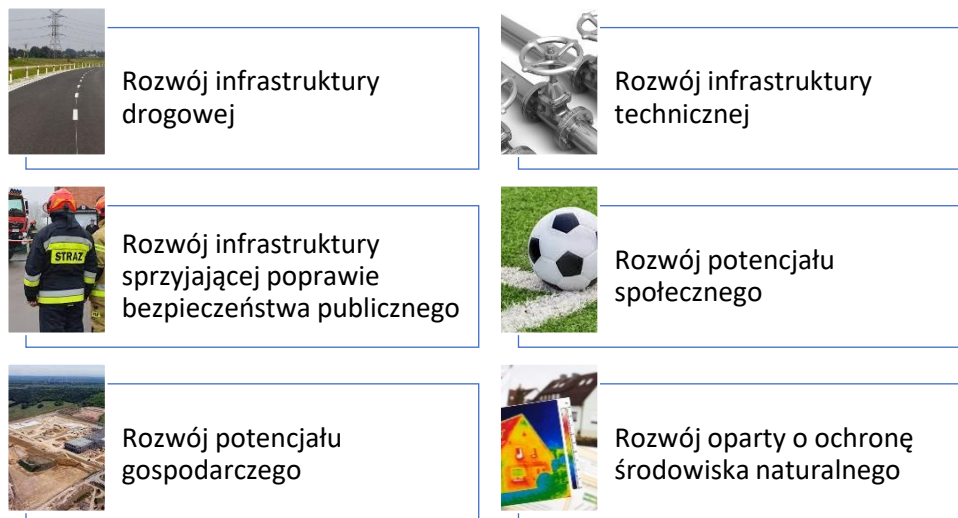 Rozwój infrastruktury
drogowej
Rozwój infrastruktury
technicznej
STRAŻ
Rozwój infrastruktury
sprzyjającej poprawie
bezpieczeństwa publicznego
Rozwój potencjału
społecznego
Rozwój potencjału
gospodarczego
Rozwój oparty o ochronę
środowiska naturalnego